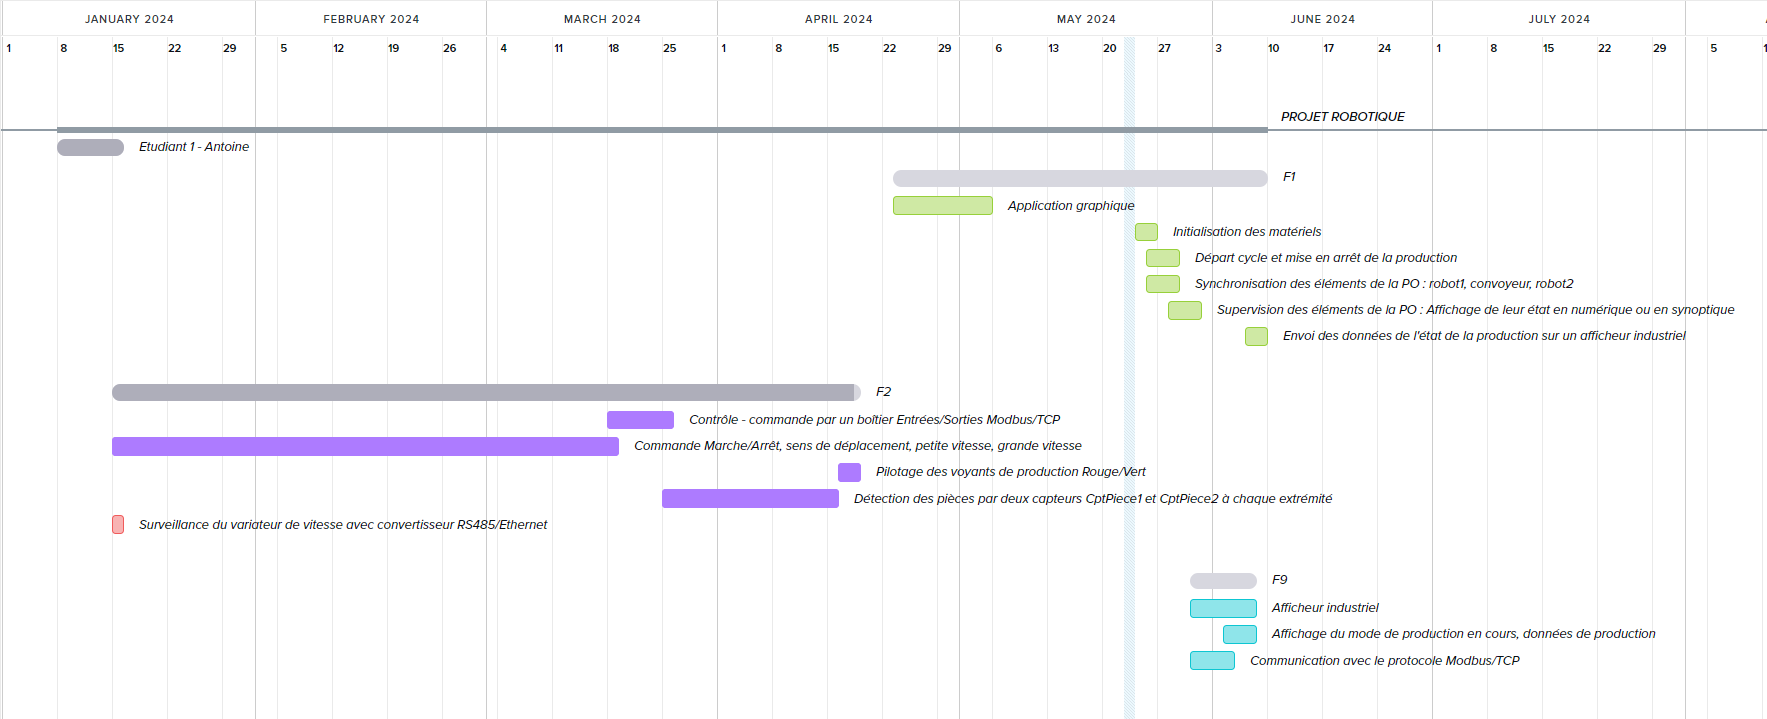 JANUARY 2024 FEBRUARY 2024 MARCH 2024 APRIL 2024 MAY 2024 JUNE 2024 JULY 2024
1 8 15 22 29 5 12 19 26 4 11 18 25 1 8 15 22 29 6 13 20 27 3 10 17 24 1 8 15 22 29 5
PROJET ROBOTIQUE
Etudiant 1 - Antoine
F1
Application graphique
Initialisation des matériels
Départ cycle et mise en arrêt de la production
Synchronisation des éléments de la PO : robot1, convoyeur, robot2
Supervision des éléments de la PO : Affichage de leur état en numérique ou en synoptique
Envoi des données de l'état de la production sur un afficheur industriel
F2
Contrôle - commande par un boîtier Entrées/Sorties Modbus/TCP
Commande Marche/Arrêt, sens de déplacement, petite vitesse, grande vitesse
Pilotage des voyants de production Rouge/Vert
Détection des pièces par deux capteurs CptPiece1 et CptPiece2 à chaque extrémité
Surveillance du variateur de vitesse avec convertisseur RS485/Ethernet
F9
Afficheur industriel
Affichage du mode de production en cours, données de production
Communication avec le protocole Modbus/TCP